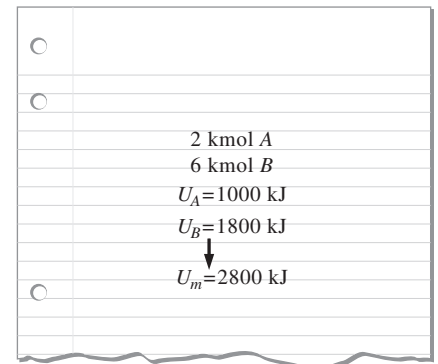 2 kmol A
6 kmol B
U_A=1000 kJ
U_B=1800 kJ
U_m=2800 kJ